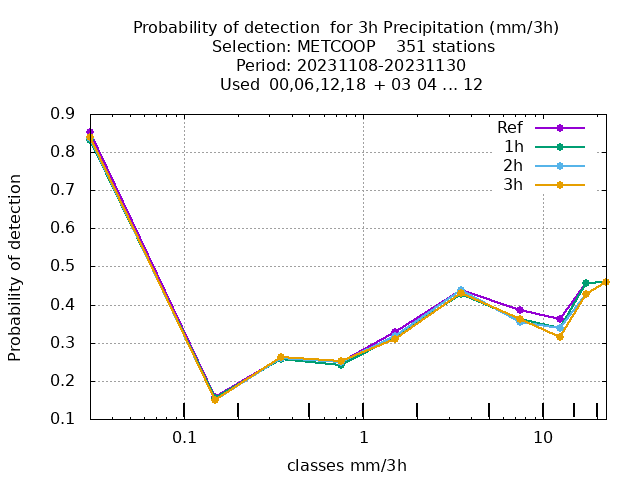 Probability of detection  for 3h Precipitation (mm/3h)
Selection: METCOOP    351 stations
Period: 20231108-20231130
Used  00,06,12,18  + 03 04 ... 12
Probability of detection
0.9
0.8
0.7
0.6
0.5
0.4
0.3
0.2
0.1
Ref
1h
2h
3h
0.1
1
10
classes mm/3h